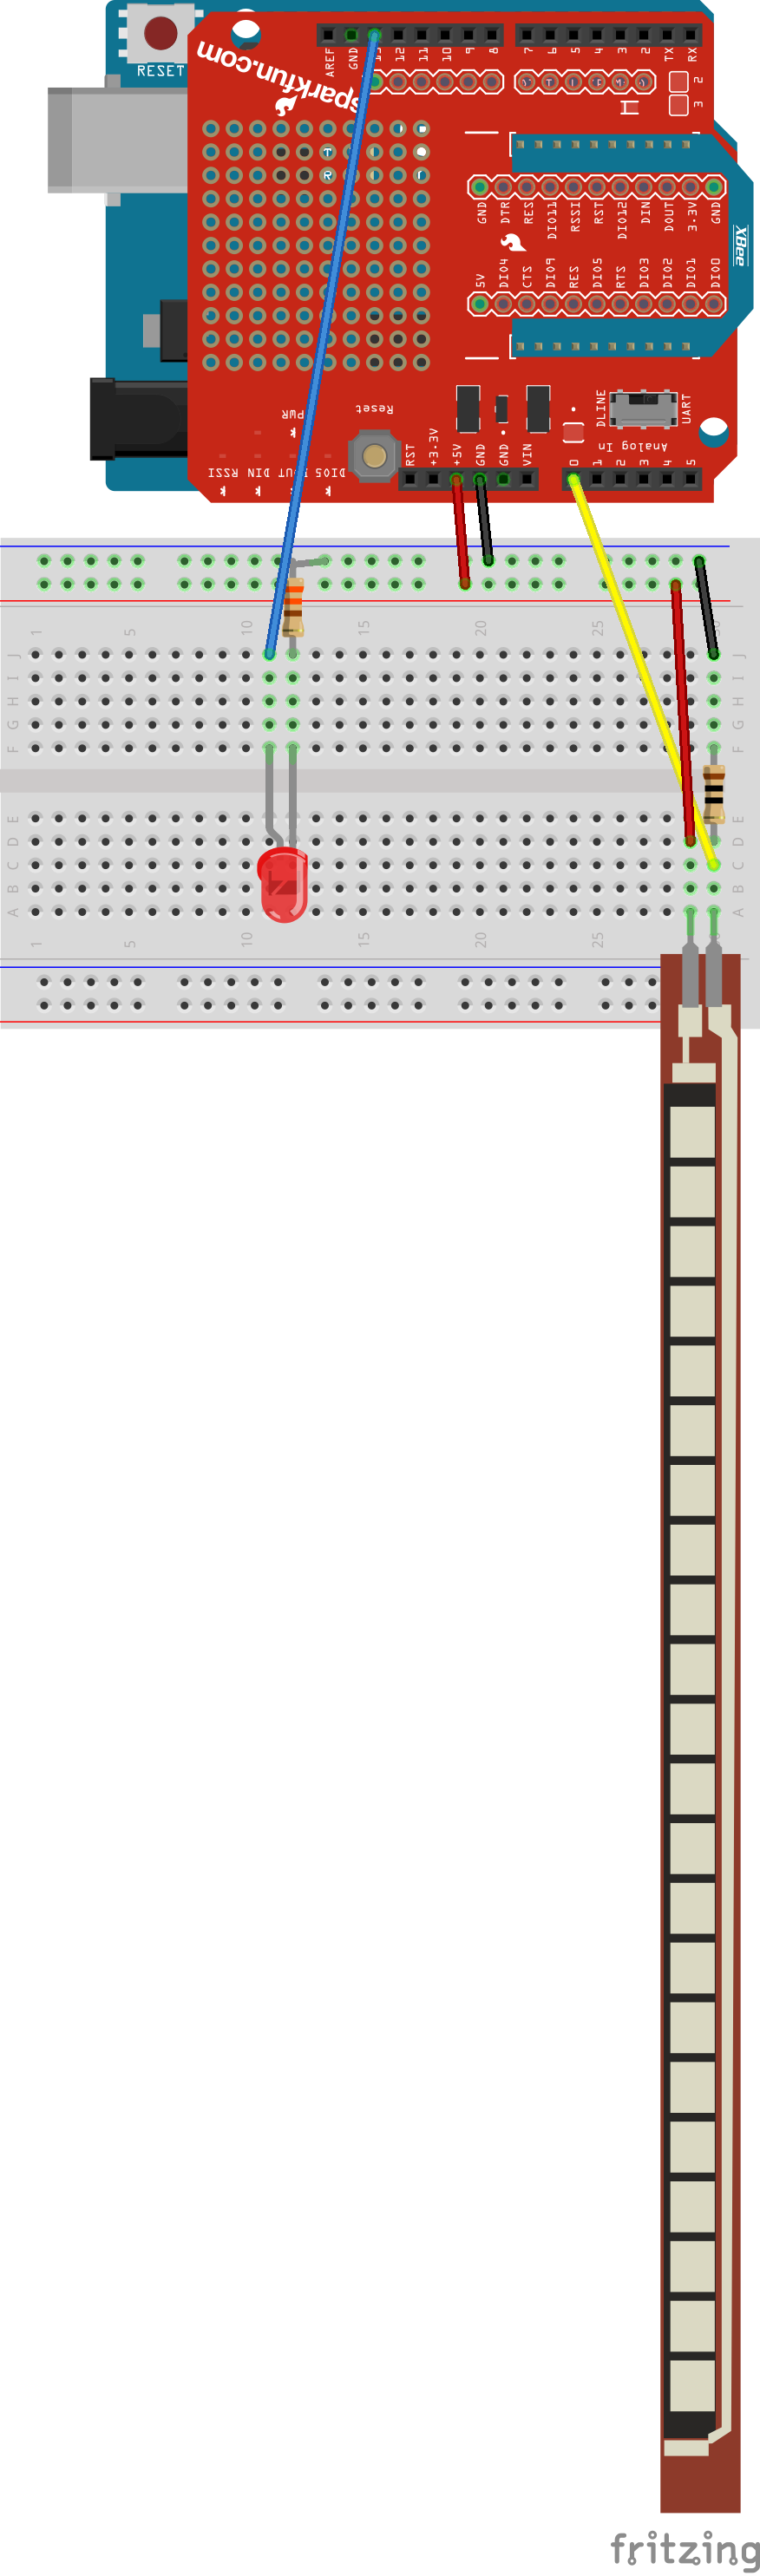 RESET
sparkfun.com
AREF GND 13 12 11 10 9 8 7 6 5 4 3 2 TX RX
2
3
T
R
GND DTR RES DIO11 RSSI RST DIO12 DIN DOUT 3.3V GND
XBee
5V DIO4 CTS DIO9 RES DIO5 RTS DIO3 DIO2 DIO1 DIO0
PWR
Reset
DLINE
UART
Analog In
RSSI DIN DOUT DIO5
RST +3.3V +5V GND GND VIN 0 1 2 3 4 5
1 5 10 15 20 25
J J
I I
H H
G G
F F
E E
D D
C C
B B
A A
1 5 10 15 20 25
fritzing